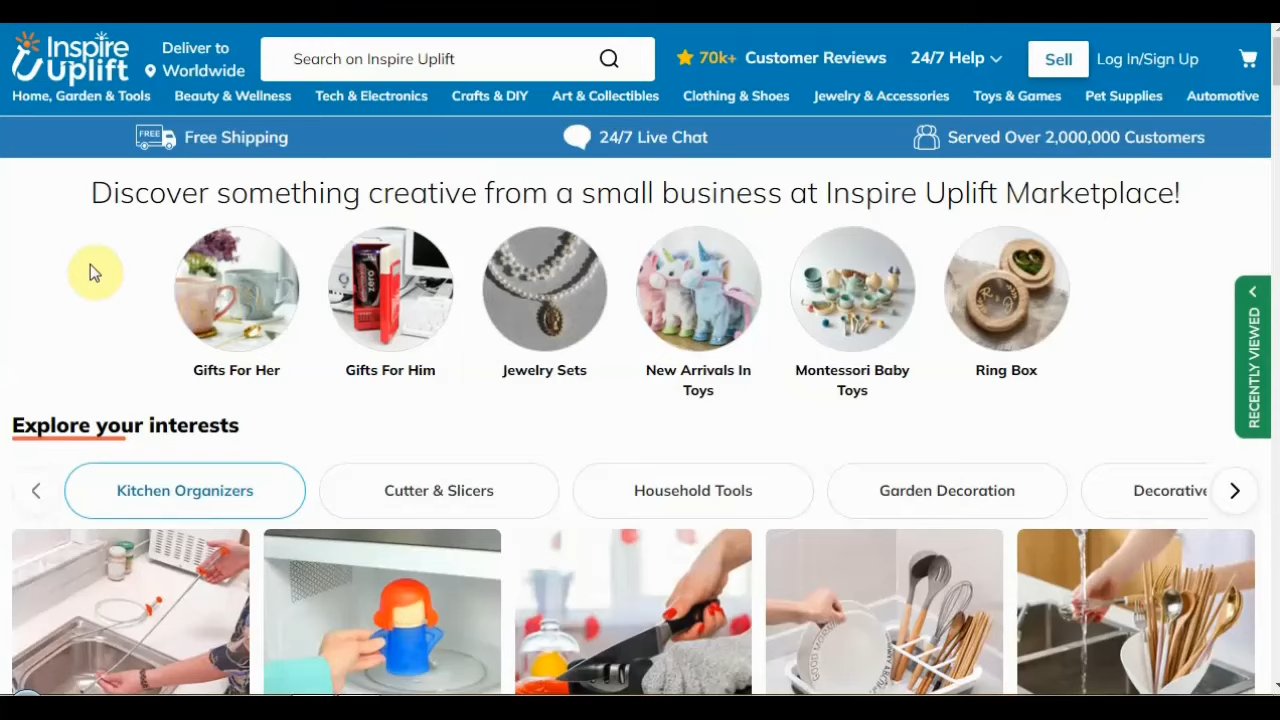 Inspire
Uplift
Deliver to
Worldwide
Search on Inspire Uplift
70k+ Customer Reviews
24/7 Help
Sell
Log In/Sign Up
Home, Garden & Tools
Beauty & Wellness
Tech & Electronics
Crafts & DIY
Art & Collectibles
Clothing & Shoes
Jewelry & Accessories
Toys & Games
Pet Supplies
Automotive
FREE
Free Shipping
24/7 Live Chat
Served Over 2,000,000 Customers
Discover something creative from a small business at Inspire Uplift Marketplace!
zero
Gifts For Her
Gifts For Him
Jewelry Sets
New Arrivals In
Toys
Montessori Baby
Toys
Ring Box
RECENTLY VIEWED
Explore your interests
Kitchen Organizers
Cutter & Slicers
Household Tools
Garden Decoration
Decorative
GOOD MORNING